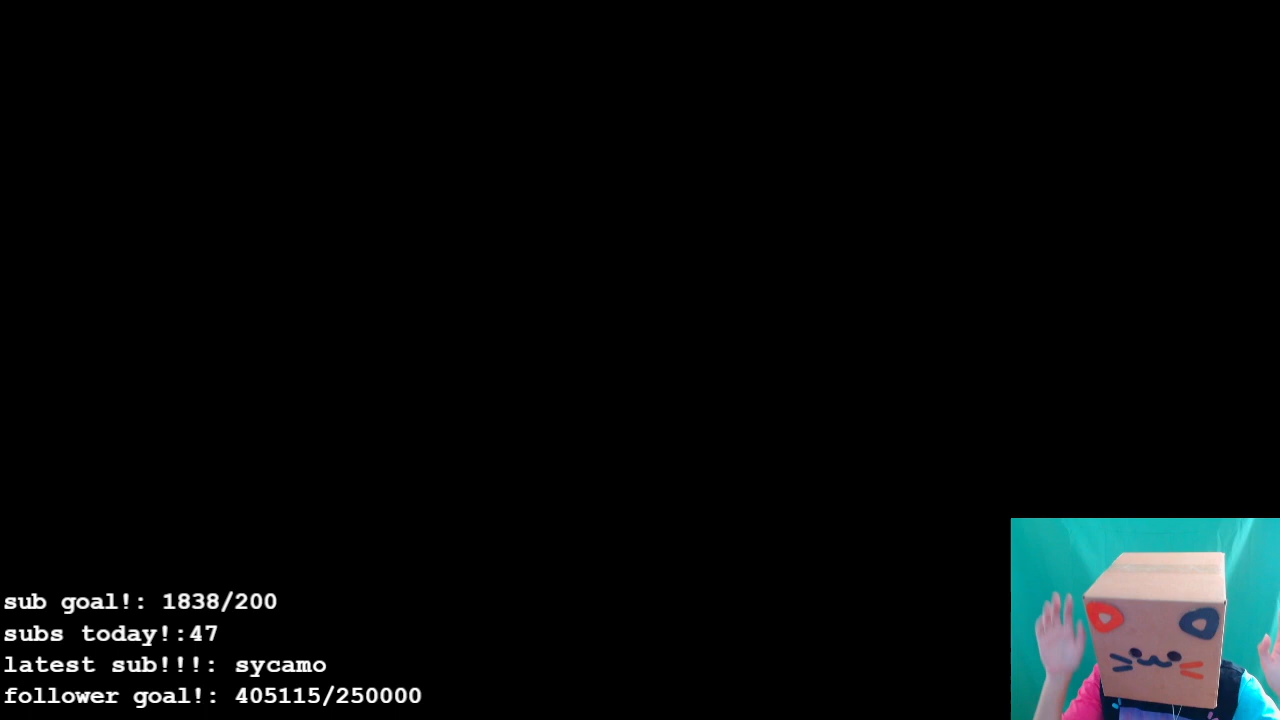 sub goal!: 1838/200
subs today!:47
latest sub!!!: sycamo
follower goal!: 405115/250000